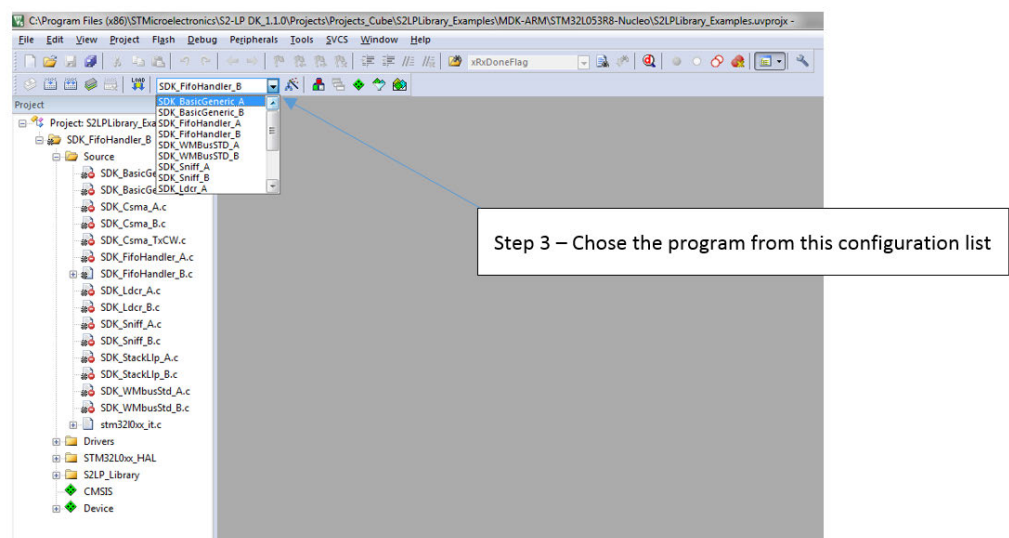 C:\Program Files (x86)\STMicroelectronics\S2-LP DK_1.1.0\Projects\Projects_Cube\S2LPLibrary_Examples\MDK-ARM\STM32L053R8-Nucleo\S2LPLibrary_Examples.uvprojx -
File Edit View Project Flash Debug Peripherals Tools SVCS Window Help
xRxDoneFlag
LOAD SDK_FifoHandler_B
Project
SDK_BasicGeneric_A
SDK_BasicGeneric_B
SDK_FifoHandler_A
SDK_FifoHandler_B
SDK_WMBusSTD_A
SDK_WMBusSTD_B
SDK_Sniff_A
SDK_Sniff_B
SDK_Ldcr_A
Project: S2LPLibrary_Exa
SDK_FifoHandler_B
Source
SDK_BasicGe
SDK_BasicGe
SDK_Csma_A.c
SDK_Csma_B.c
SDK_Csma_TxCW.c
SDK_FifoHandler_A.c
SDK_FifoHandler_B.c
SDK_Ldcr_A.c
SDK_Ldcr_B.c
SDK_Sniff_A.c
SDK_Sniff_B.c
SDK_StackLlp_A.c
SDK_StackLlp_B.c
SDK_WMbusStd_A.c
SDK_WMbusStd_B.c
stm32l0xx_it.c
Drivers
STM32L0xx_HAL
S2LP_Library
CMSIS
Device
Step 3 – Chose the program from this configuration list